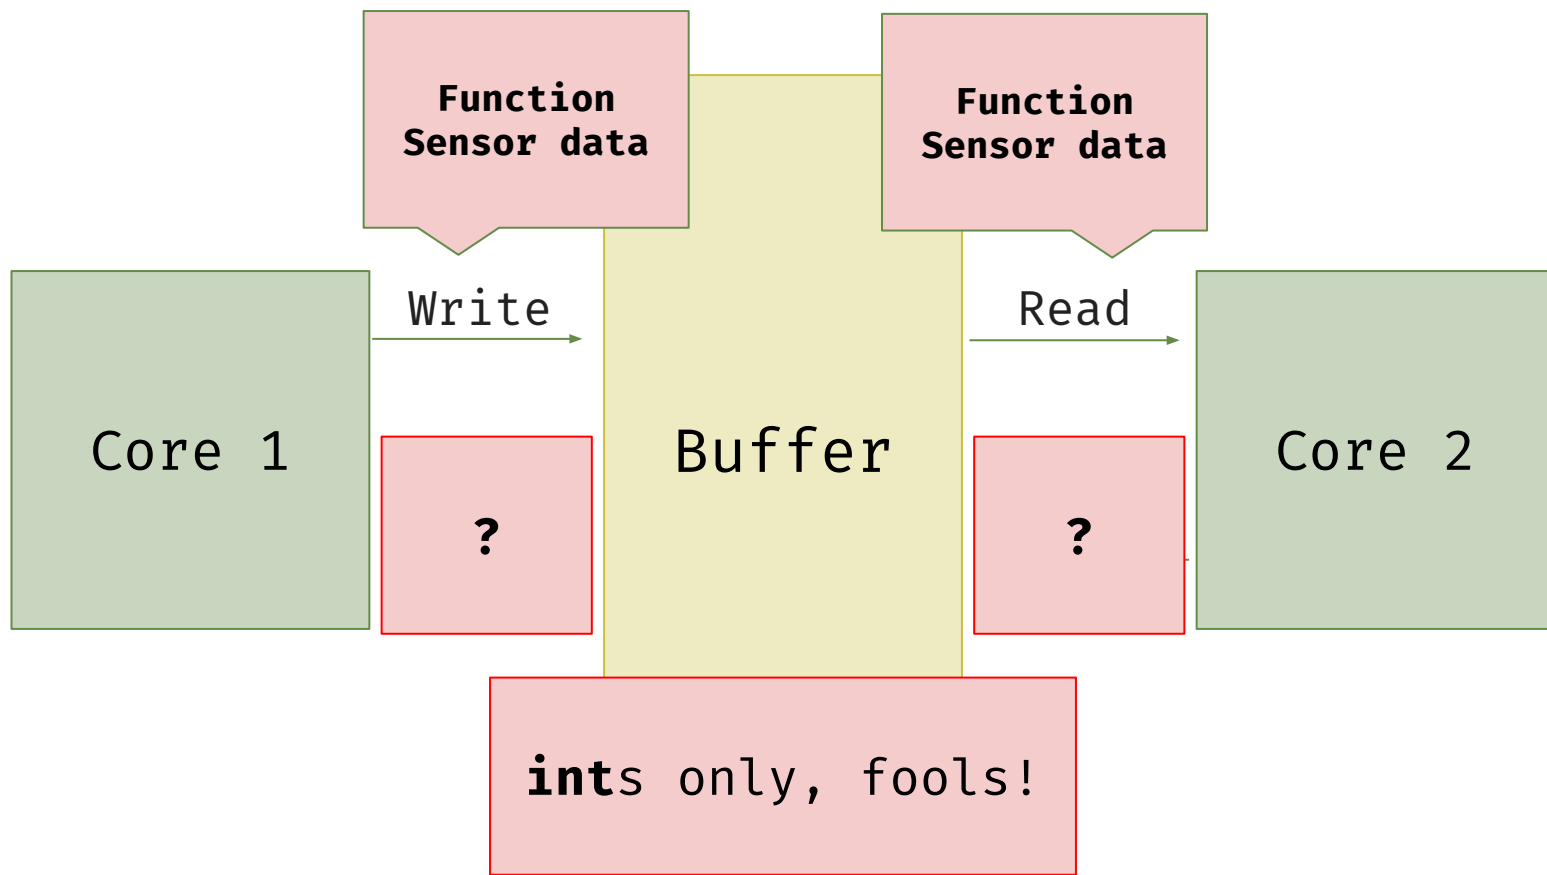 Function
Sensor data
Function
Sensor data
Write
Read
Core 1
Buffer
Core 2
?
?
ints only, fools!